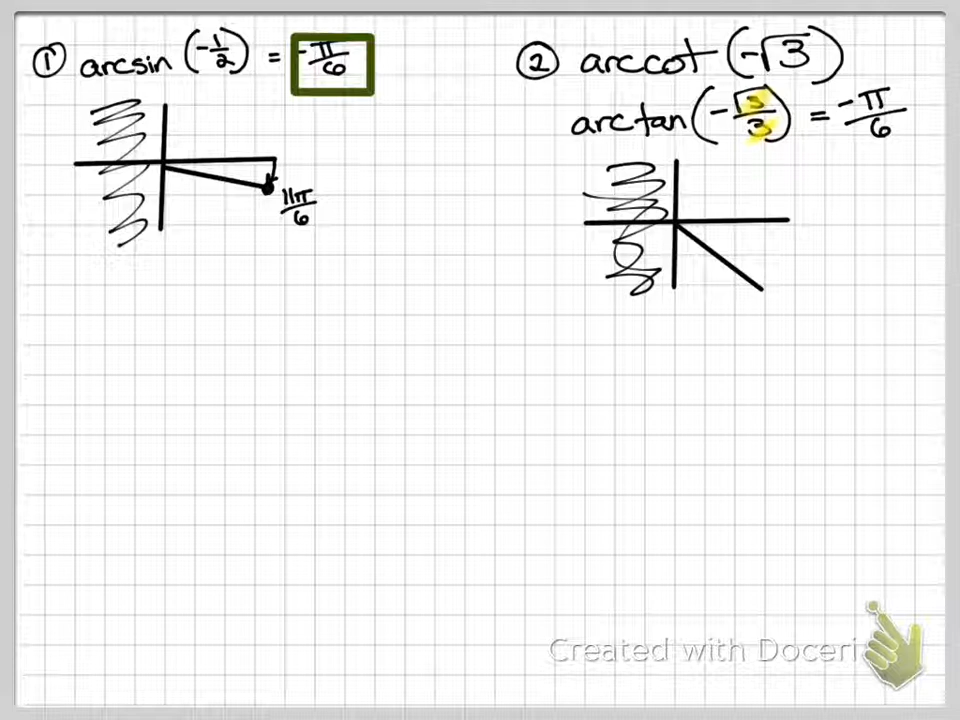 ① arcsin (-1/2) = -π/6
11π/6
② arccot (-√3)
arctan (-√3/3) = -π/6
Created with Doceri